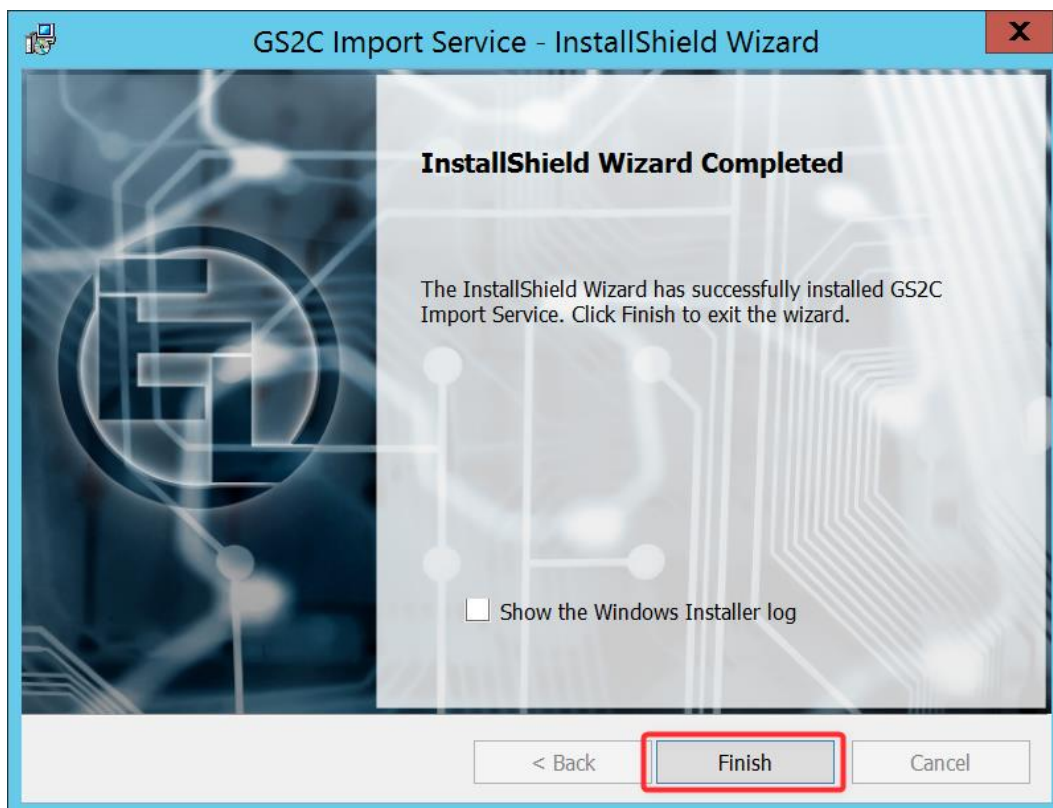 GS2C Import Service - InstallShield Wizard
X
InstallShield Wizard Completed
The InstallShield Wizard has successfully installed GS2C
Import Service. Click Finish to exit the wizard.
Show the Windows Installer log
< Back
Finish
Cancel